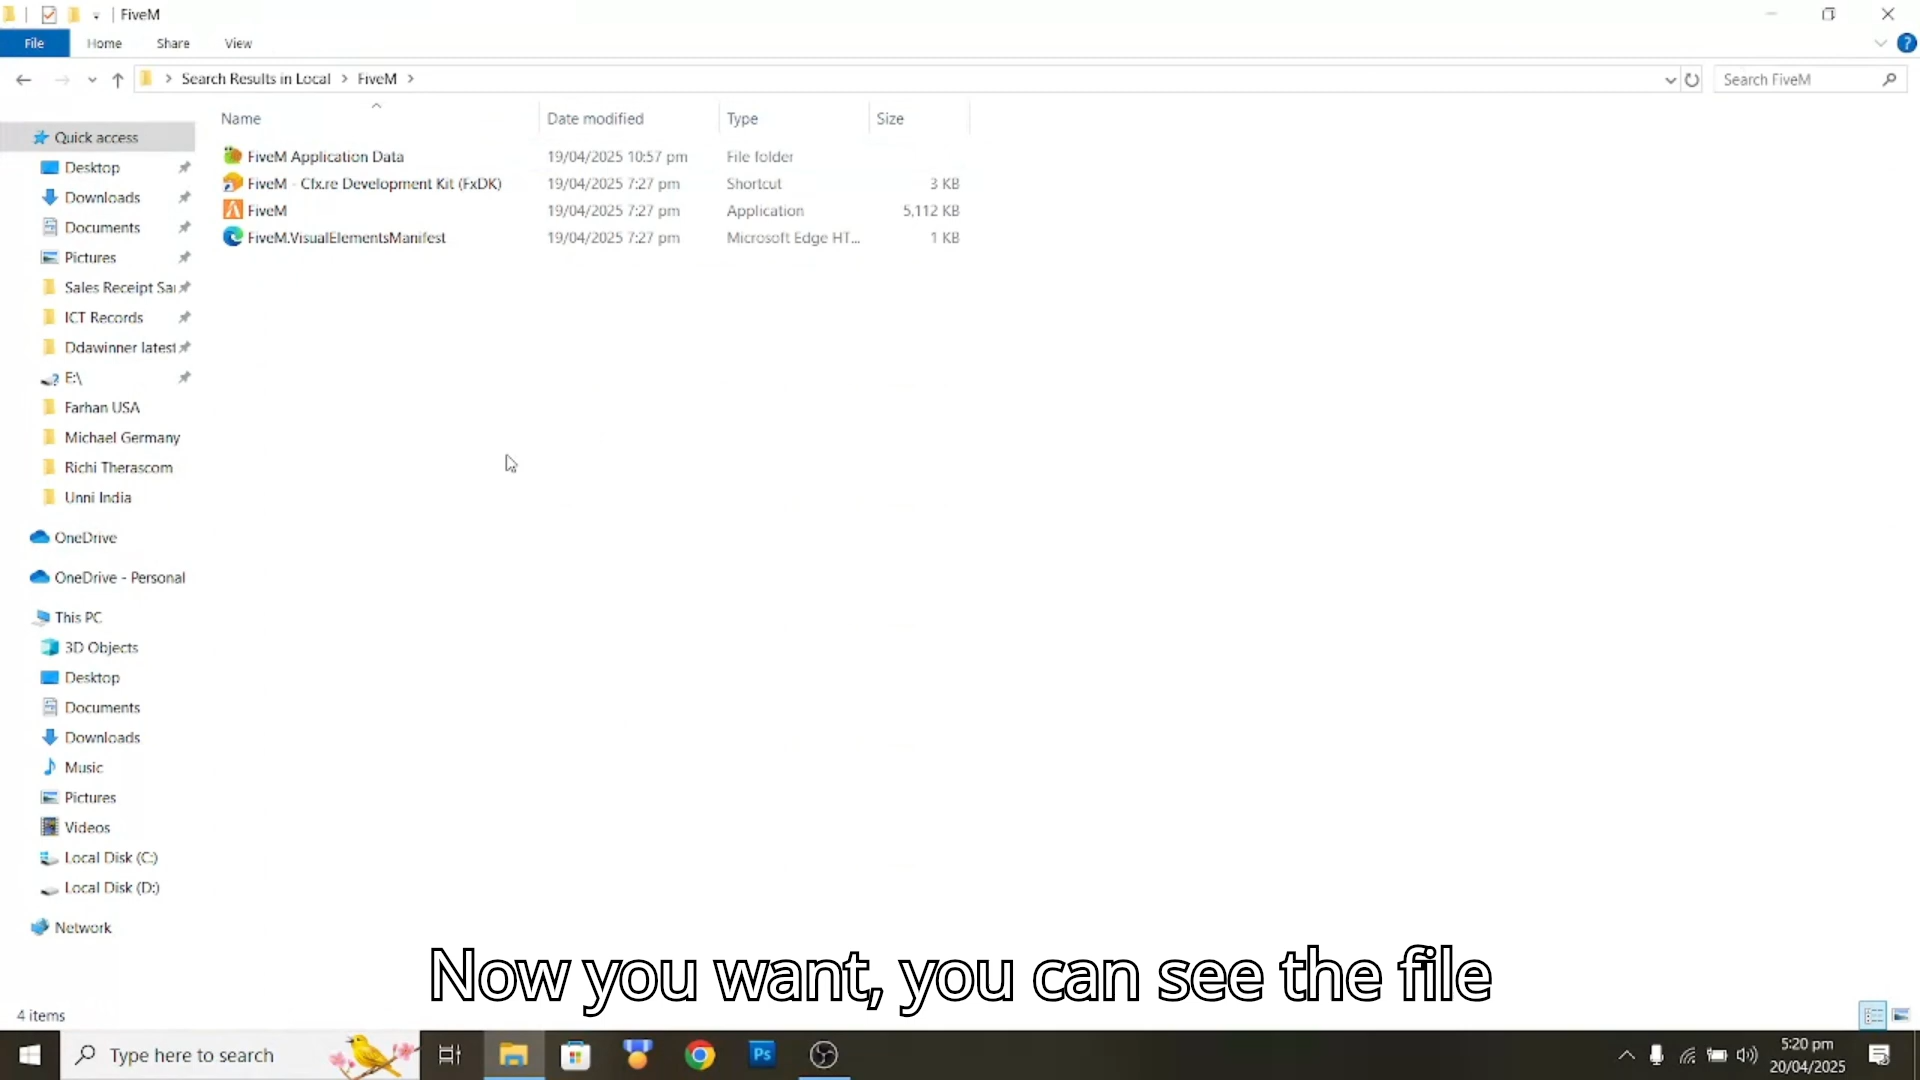 FiveM
File Home Share View
Search Results in Local FiveM
Search FiveM
Name Date modified Type Size
FiveM Application Data 19/04/2025 10:57 pm File folder
FiveM - Cfx.re Development Kit (FxDK) 19/04/2025 7:27 pm Shortcut 3 KB
FiveM 19/04/2025 7:27 pm Application 5,112 KB
FiveM.VisualElementsManifest 19/04/2025 7:27 pm Microsoft Edge HT... 1 KB
Quick access
Desktop
Downloads
Documents
Pictures
Sales Receipt Sa
ICT Records
Ddawinner latest
E:\
Farhan USA
Michael Germany
Richi Therascom
Unni India
OneDrive
OneDrive - Personal
This PC
3D Objects
Desktop
Documents
Downloads
Music
Pictures
Videos
Local Disk (C:)
Local Disk (D:)
Network
Now you want, you can see the file
4 items
Type here to search
Ps
5:20 pm
20/04/2025